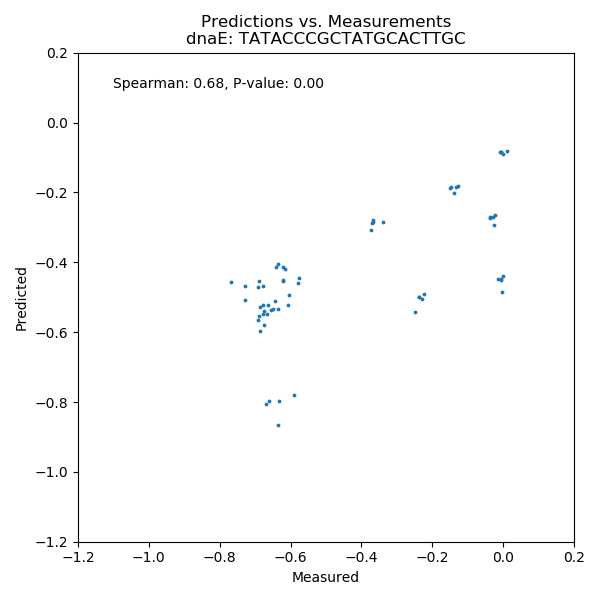 Predictions vs. Measurements
dnaE: TATACCCGCTATGCACTTGC
Spearman: 0.68, P-value: 0.00
0.2
0.0
−0.2
−0.4
−0.6
−0.8
−1.0
−1.2
Predicted
−1.2 −1.0 −0.8 −0.6 −0.4 −0.2 0.0 0.2
Measured